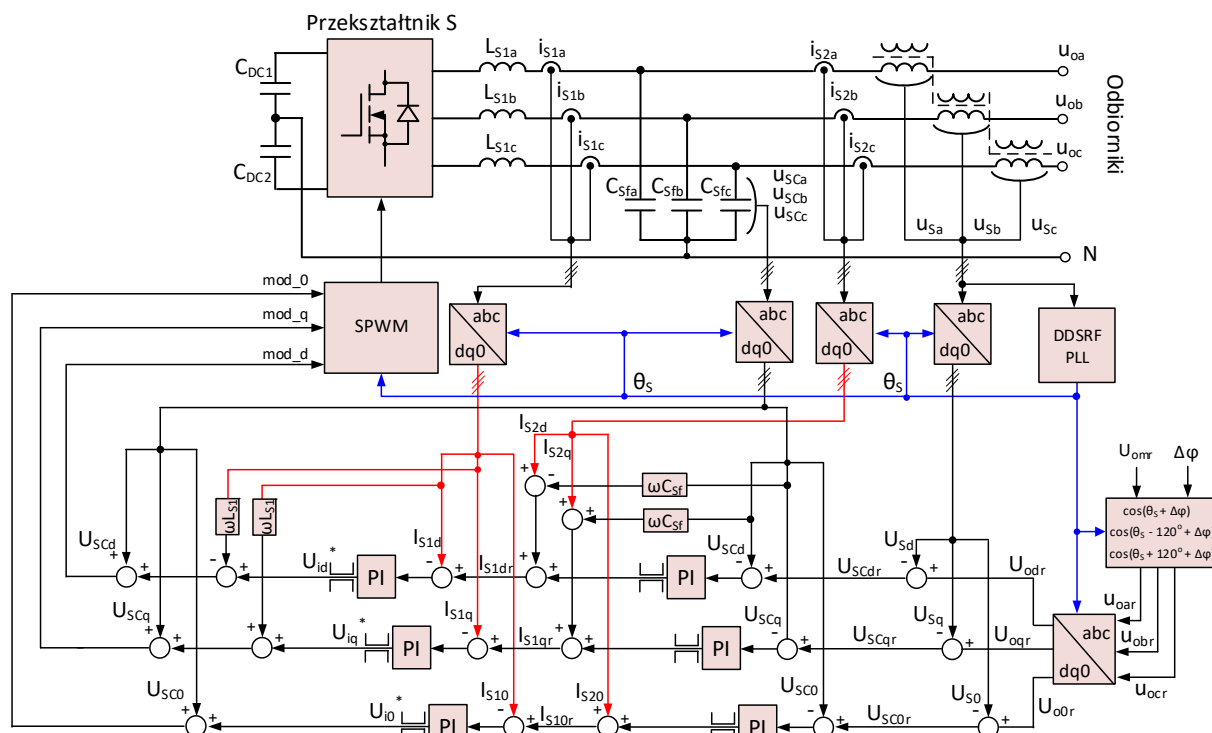 Przekształtnik S
C_DC1
C_DC2
L_S1a
L_S1b
L_S1c
i_S1a
i_S1b
i_S1c
i_S2a
i_S2b
i_S2c
u_oa
u_ob
u_oc
Odbiorniki
C_Sfa
C_Sfb
C_Sfc
u_SCa
u_SCb
u_SCc
u_Sa
u_Sb
u_Sc
N
mod_0
mod_q
mod_d
SPWM
abc
dq0
abc
dq0
abc
dq0
abc
dq0
DDSRF
PLL
θ_S
θ_S
I_S2d
I_S2q
U_omr
Δφ
ωL_S1
ωL_S1
ωC_Sf
ωC_Sf
cos(θ_S + Δφ)
cos(θ_S - 120° + Δφ)
cos(θ_S + 120° + Δφ)
U_SCd
+
+
-
+
U_id*
PI
I_S1d
-
+
I_S1dr
+
-
+
+
PI
U_SCd
-
+
U_SCdr
U_Sd
-
+
U_odr
u_oar
u_obr
u_ocr
abc
dq0
U_SCq
+
+
+
+
U_iq*
PI
I_S1q
-
+
I_S1qr
+
+
+
+
PI
U_SCq
-
+
U_SCqr
U_Sq
-
+
U_oqr
U_SC0
+
+
U_i0*
PI
I_S10
-
+
I_S10r
I_S20
+
+
PI
U_SC0
-
+
U_SC0r
U_S0
-
+
U_o0r